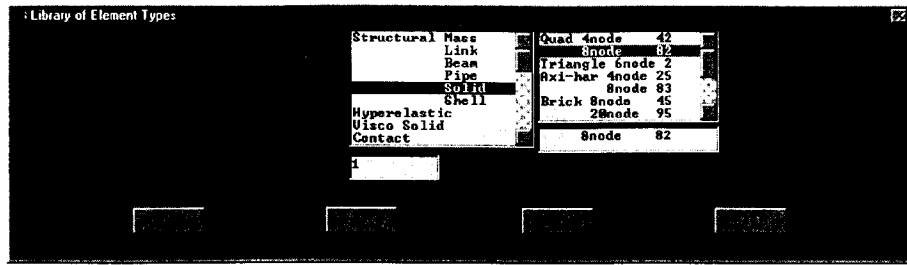 Library of Element Types
Structural Mass
Link
Beam
Pipe
Solid
Shell
Hyperelastic
Visco Solid
Contact
Quad 4node 42
8node 82
Triangle 6node 2
Axi-har 4node 25
8node 83
Brick 8node 45
20node 95
8node 82
1